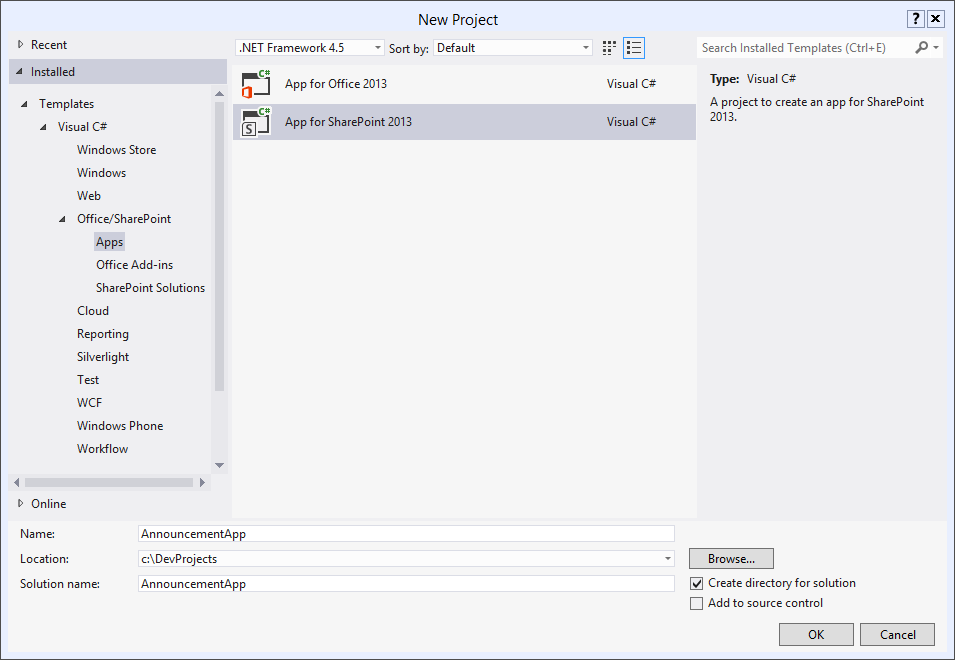 New Project
?
Recent
Installed
Templates
Visual C#
Windows Store
Windows
Web
Office/SharePoint
Apps
Office Add-ins
SharePoint Solutions
Cloud
Reporting
Silverlight
Test
WCF
Windows Phone
Workflow
Online
.NET Framework 4.5 Sort by: Default
C# App for Office 2013 Visual C#
C# S App for SharePoint 2013 Visual C#
Search Installed Templates (Ctrl+E)
Type: Visual C#
A project to create an app for SharePoint
2013.
Name: AnnouncementApp
Location: c:\DevProjects Browse...
Solution name: AnnouncementApp Create directory for solution
Add to source control
OK Cancel